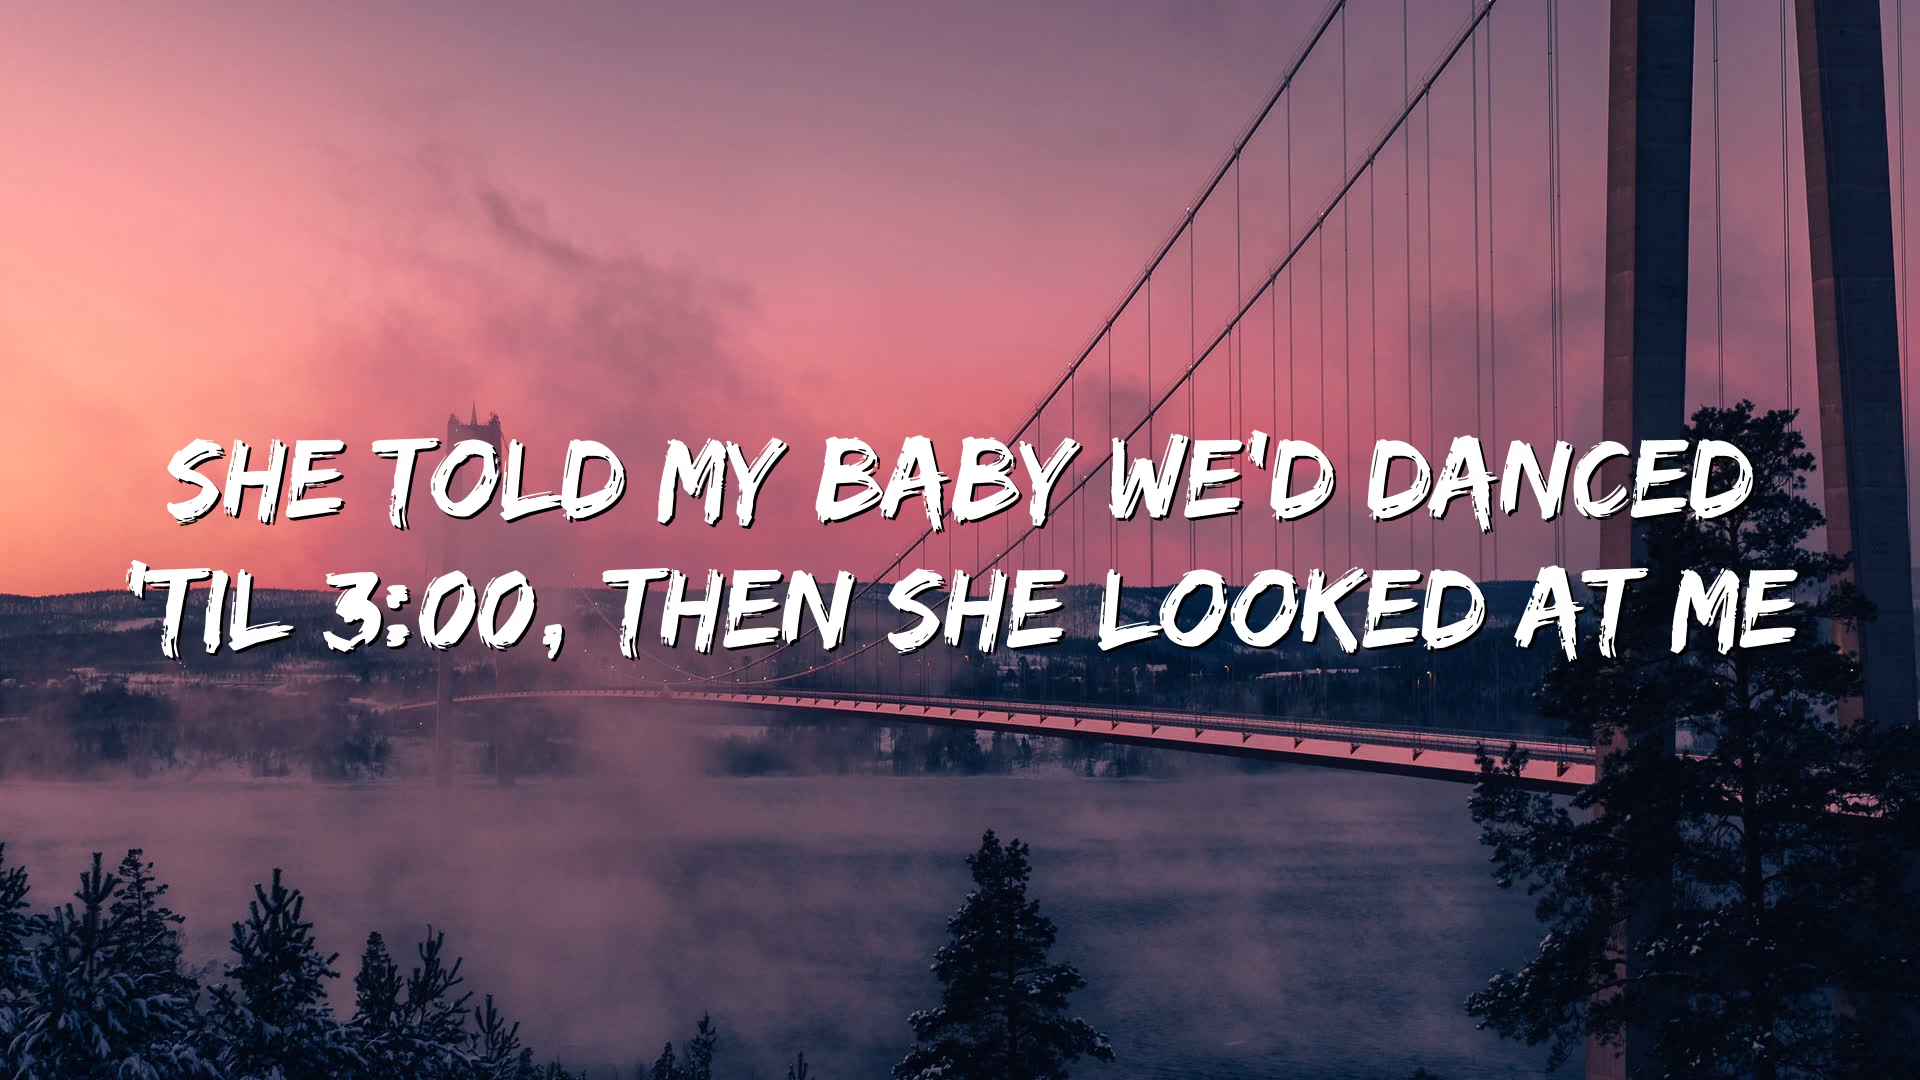 SHE TOLD MY BABY WE'D DANCED
'TIL 3:00, THEN SHE LOOKED AT ME